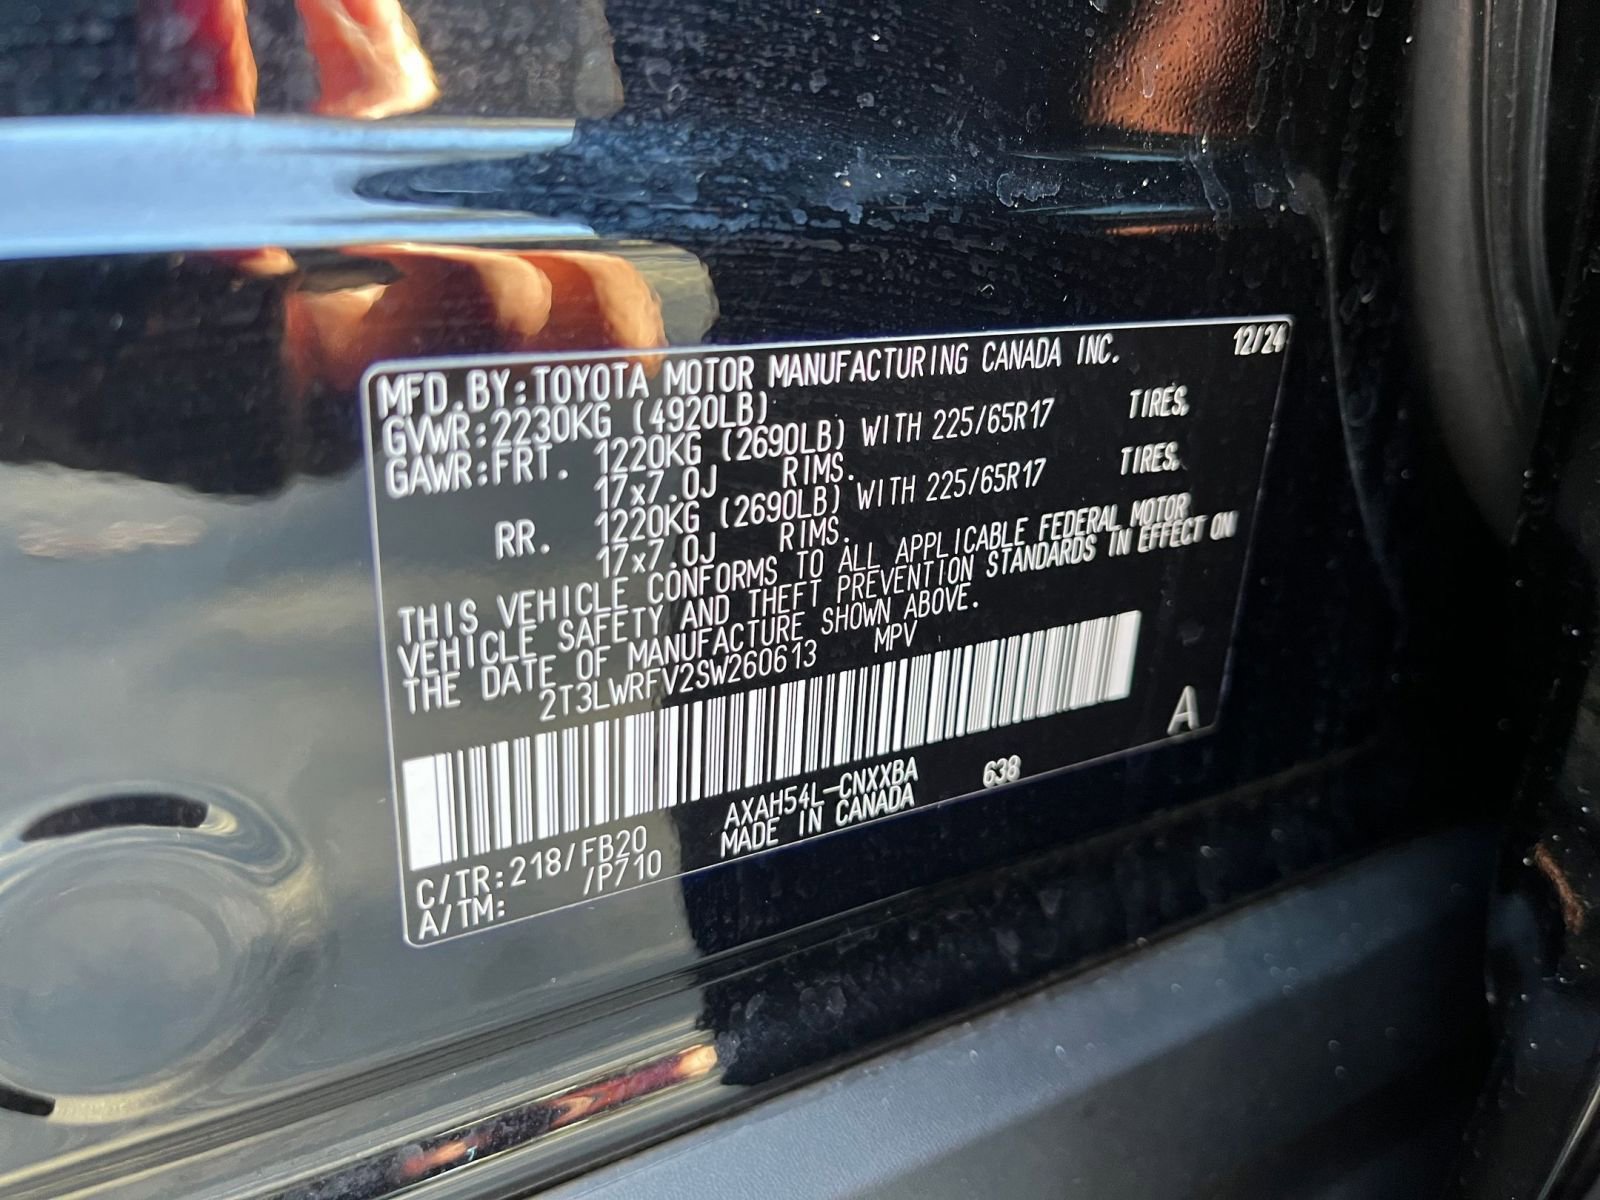 12/24
MFD.BY:TOYOTA MOTOR MANUFACTURING CANADA INC.
GVWR:2230KG (4920LB)
GAWR:FRT. 1220KG (2690LB) WITH 225/65R17 TIRES,
17x7.0J RIMS.
RR. 1220KG (2690LB) WITH 225/65R17 TIRES,
17x7.0J RIMS.
THIS VEHICLE CONFORMS TO ALL APPLICABLE FEDERAL MOTOR
VEHICLE SAFETY AND THEFT PREVENTION STANDARDS IN EFFECT ON
THE DATE OF MANUFACTURE SHOWN ABOVE.
2T3LWRFV2SW260613 MPV
A
C/TR:218/FB20 AXAH54L-CNXXBA 638
A/TM: /P710 MADE IN CANADA